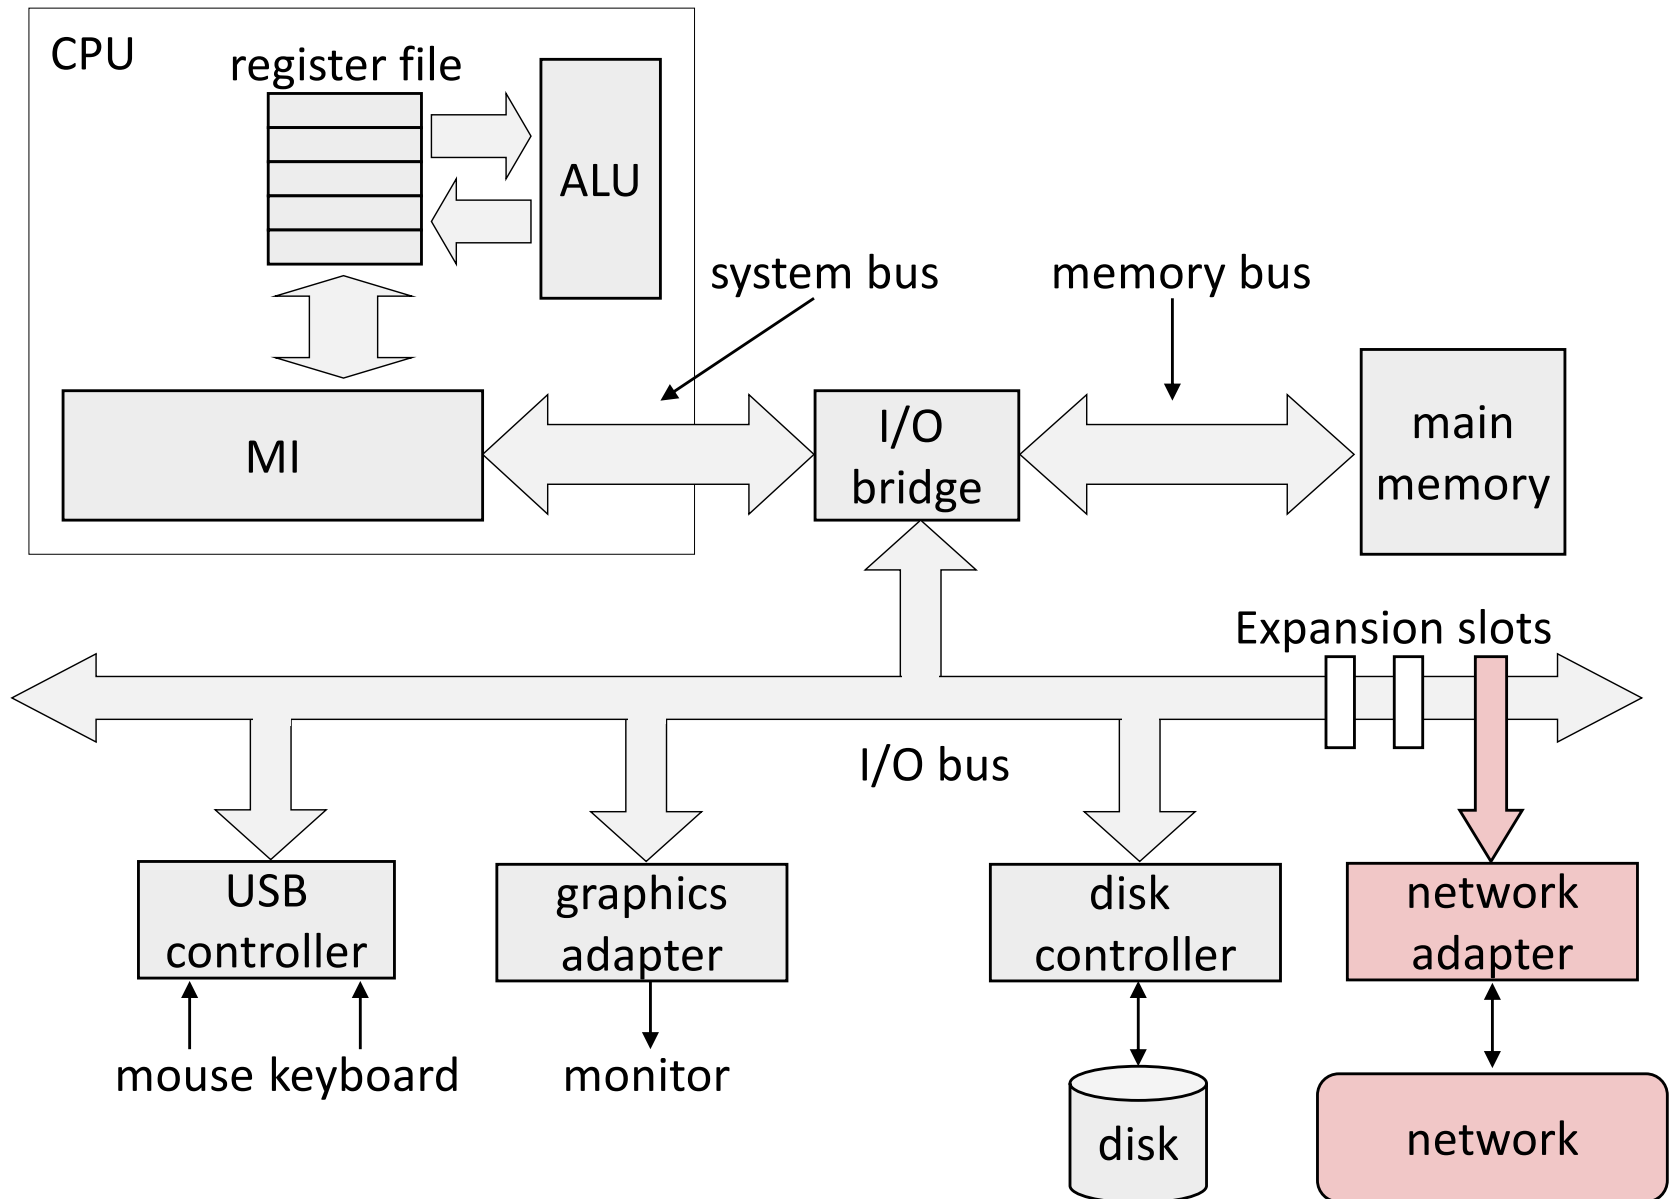 CPU
register file
ALU
system bus
memory bus
MI
I/O
bridge
main
memory
Expansion slots
I/O bus
USB
controller
graphics
adapter
disk
controller
network
adapter
mouse keyboard
monitor
disk
network